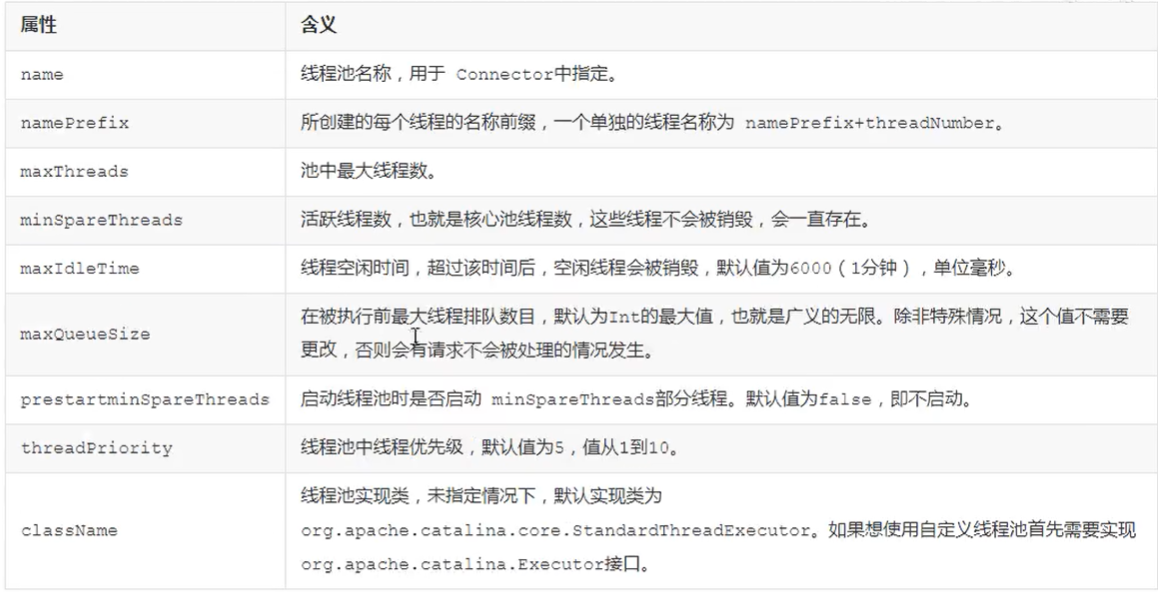 属性 含义
name 线程池名称，用于 Connector中指定。
namePrefix 所创建的每个线程的名称前缀，一个单独的线程名称为 namePrefix+threadNumber。
maxThreads 池中最大线程数。
minSpareThreads 活跃线程数，也就是核心池线程数，这些线程不会被销毁，会一直存在。
maxIdleTime 线程空闲时间，超过该时间后，空闲线程会被销毁，默认值为6000（1分钟），单位毫秒。
maxQueueSize 在被执行前最大线程排队数目，默认为Int的最大值，也就是广义的无限。除非特殊情况，这个值不需要
更改，否则会有请求不会被处理的情况发生。
prestartminSpareThreads 启动线程池时是否启动 minSpareThreads部分线程。默认值为false，即不启动。
threadPriority 线程池中线程优先级，默认值为5，值从1到10。
className 线程池实现类，未指定情况下，默认实现类为
org.apache.catalina.core.StandardThreadExecutor。如果想使用自定义线程池首先需要实现
org.apache.catalina.Executor接口。